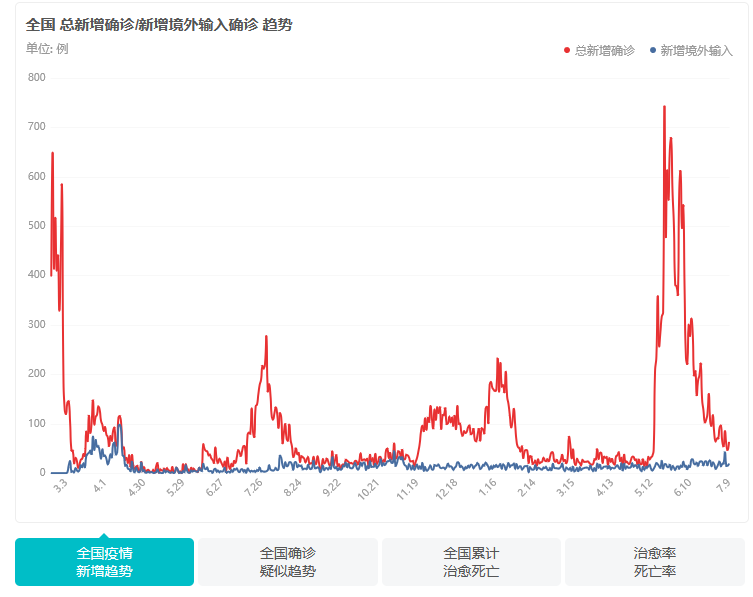 全国 总新增确诊/新增境外输入确诊 趋势
单位: 例
总新增确诊 新增境外输入
800
700
600
500
400
300
200
100
0
3.3 4.1 4.30 5.29 6.27 7.26 8.24 9.22 10.21 11.19 12.18 1.16 2.14 3.15 4.13 5.12 6.10 7.9
全国疫情 全国确诊 全国累计 治愈率
新增趋势 疑似趋势 治愈死亡 死亡率